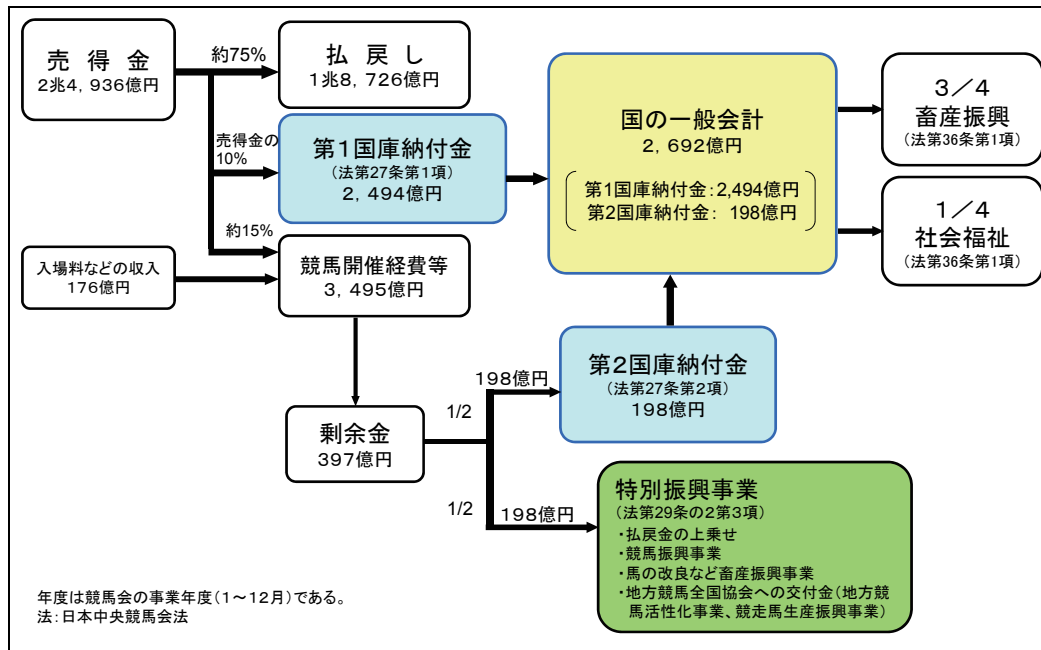 売 得 金
2兆4，936億円
約75%
払 戻 し
1兆8，726億円
売得金の
10%
第1国庫納付金
(法第27条第1項)
2，494億円
国の一般会計
2，692億円
第1国庫納付金：2,494億円
第2国庫納付金： 198億円
3／4
畜産振興
(法第36条第1項)
1／4
社会福祉
(法第36条第1項)
約15%
入場料などの収入
176億円
競馬開催経費等
3，495億円
剰余金
397億円
1/2
198億円
第2国庫納付金
(法第27条第2項)
198億円
1/2
198億円
特別振興事業
(法第29条の2第3項)
・払戻金の上乗せ
・競馬振興事業
・馬の改良など畜産振興事業
・地方競馬全国協会への交付金(地方競
馬活性化事業、競走馬生産振興事業)
年度は競馬会の事業年度(1～12月)である。
法：日本中央競馬会法